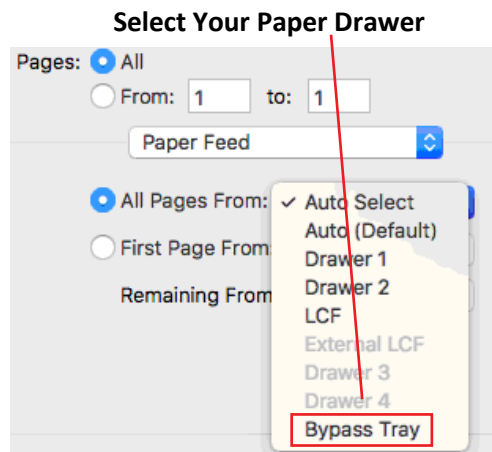 Select Your Paper Drawer
Pages: All
From: 1 to: 1
Paper Feed
All Pages From: ✓ Auto Select
Auto (Default)
First Page From:
Drawer 1
Remaining From
Drawer 2
LCF
External LCF
Drawer 3
Drawer 4
Bypass Tray